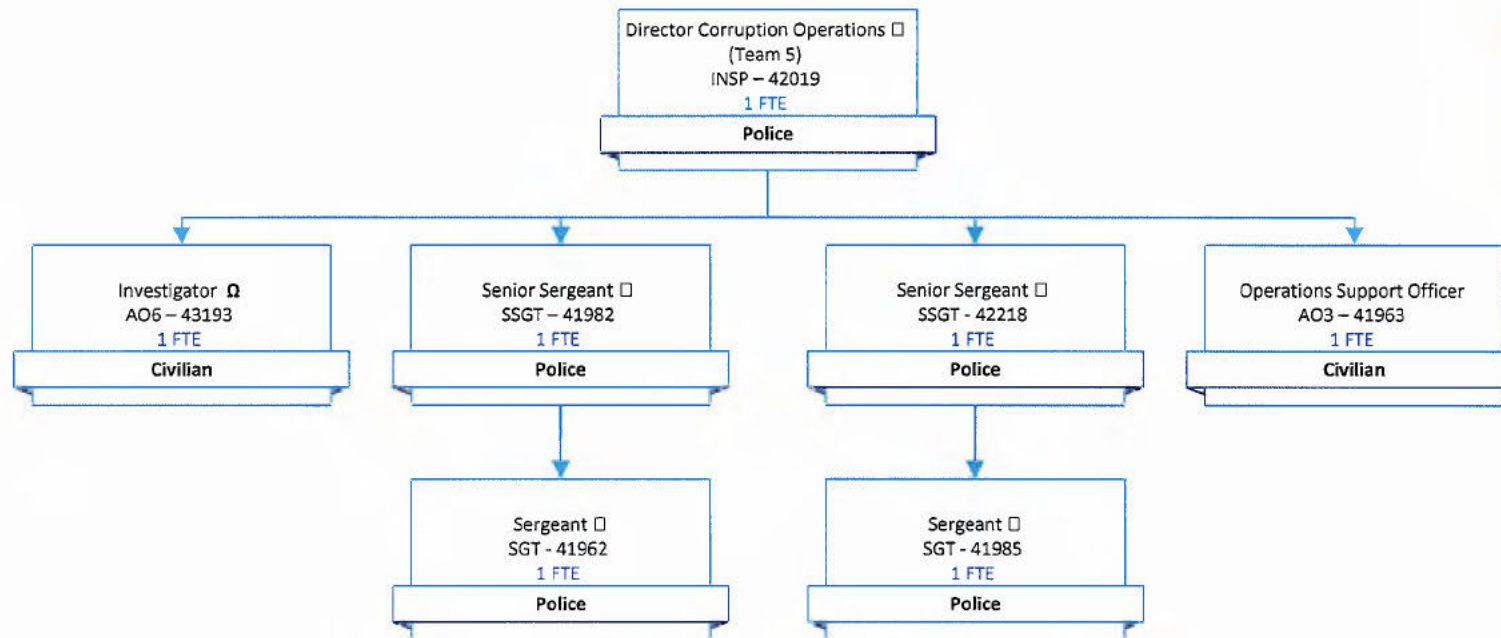 Director Corruption Operations □
(Team 5)
INSP – 42019
1 FTE
Police
Investigator Ω
AO6 – 43193
1 FTE
Civilian
Senior Sergeant □
SSGT – 41982
1 FTE
Police
Senior Sergeant □
SSGT - 42218
1 FTE
Police
Operations Support Officer
AO3 – 41963
1 FTE
Civilian
Sergeant □
SGT - 41962
1 FTE
Police
Sergeant □
SGT - 41985
1 FTE
Police